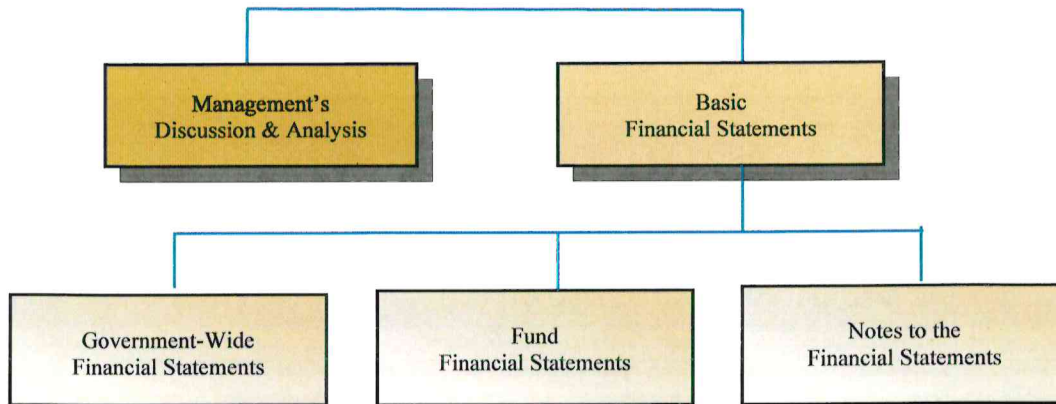 Management's
Discussion & Analysis
Basic
Financial Statements
Government-Wide
Financial Statements
Fund
Financial Statements
Notes to the
Financial Statements